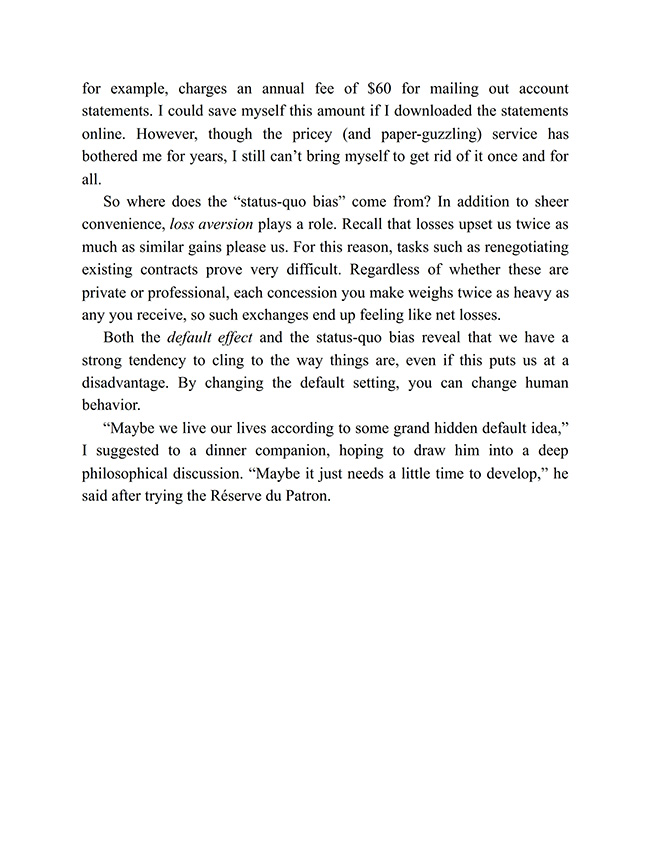 for example, charges an annual fee of $60 for mailing out account
statements. I could save myself this amount if I downloaded the statements
online. However, though the pricey (and paper-guzzling) service has
bothered me for years, I still can’t bring myself to get rid of it once and for
all.
So where does the “status-quo bias” come from? In addition to sheer
convenience, loss aversion plays a role. Recall that losses upset us twice as
much as similar gains please us. For this reason, tasks such as renegotiating
existing contracts prove very difficult. Regardless of whether these are
private or professional, each concession you make weighs twice as heavy as
any you receive, so such exchanges end up feeling like net losses.
Both the default effect and the status-quo bias reveal that we have a
strong tendency to cling to the way things are, even if this puts us at a
disadvantage. By changing the default setting, you can change human
behavior.
“Maybe we live our lives according to some grand hidden default idea,”
I suggested to a dinner companion, hoping to draw him into a deep
philosophical discussion. “Maybe it just needs a little time to develop,” he
said after trying the Réserve du Patron.